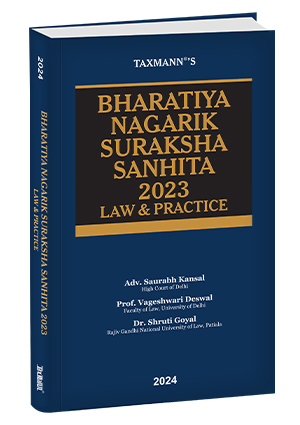 TAXMANN®'S
BHARATIYA
NAGARIK
SURAKSHA
SANHITA
2023
LAW & PRACTICE
Adv. Saurabh Kansal
High Court of Delhi
Prof. Vageshwari Deswal
Faculty of Law, University of Delhi
Dr. Shruti Goyal
Rajiv Gandhi National University of Law, Patiala
2024
2024
BHARATIYA NAGARIK SURAKSHA SANHITA 2023
LAW & PRACTICE